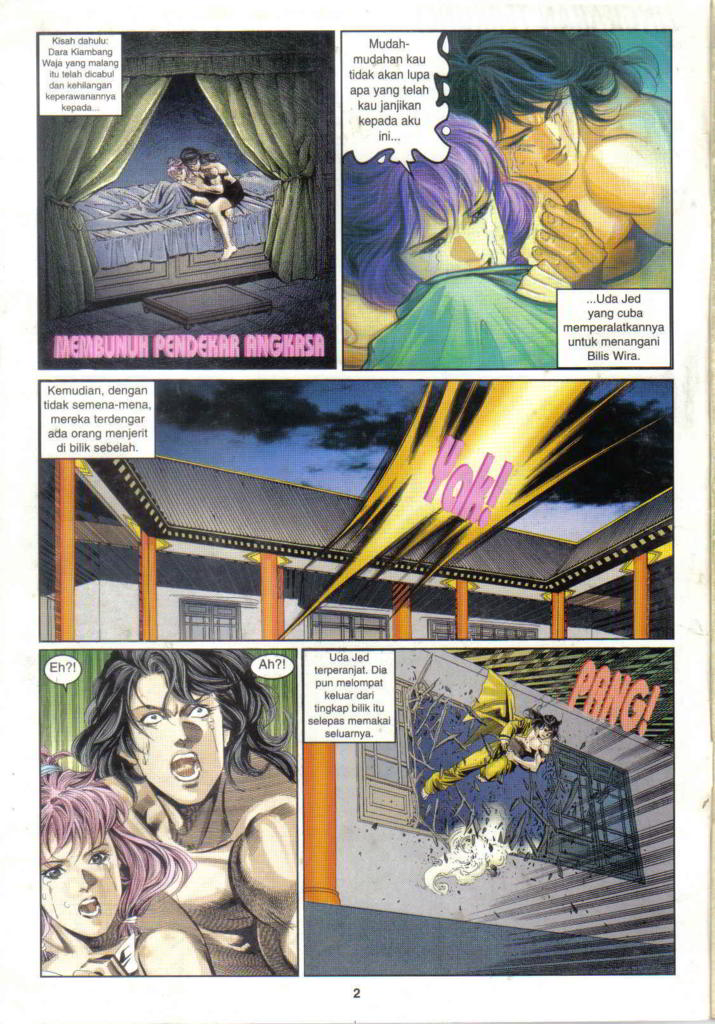 Kisah dahulu:
Dara Kiambang
Waja yang malang
itu telah dicabul
dan kehilangan
keperawanannya
kepada...
MEMBUNUH PENDEKAR ANGKASA
Mudah-
mudahan kau
tidak akan lupa
apa yang telah
kau janjikan
kepada aku
ini...
...Uda Jed
yang cuba
memperalatkannya
untuk menangani
Bilis Wira.
Kemudian, dengan
tidak semena-mena,
mereka terdengar
ada orang menjerit
di bilik sebelah.
Yak!
Eh?!
Ah?!
Uda Jed
terperanjat. Dia
pun melompat
keluar dari
tingkap bilik itu
selepas memakai
seluarnya.
PRNG!
2